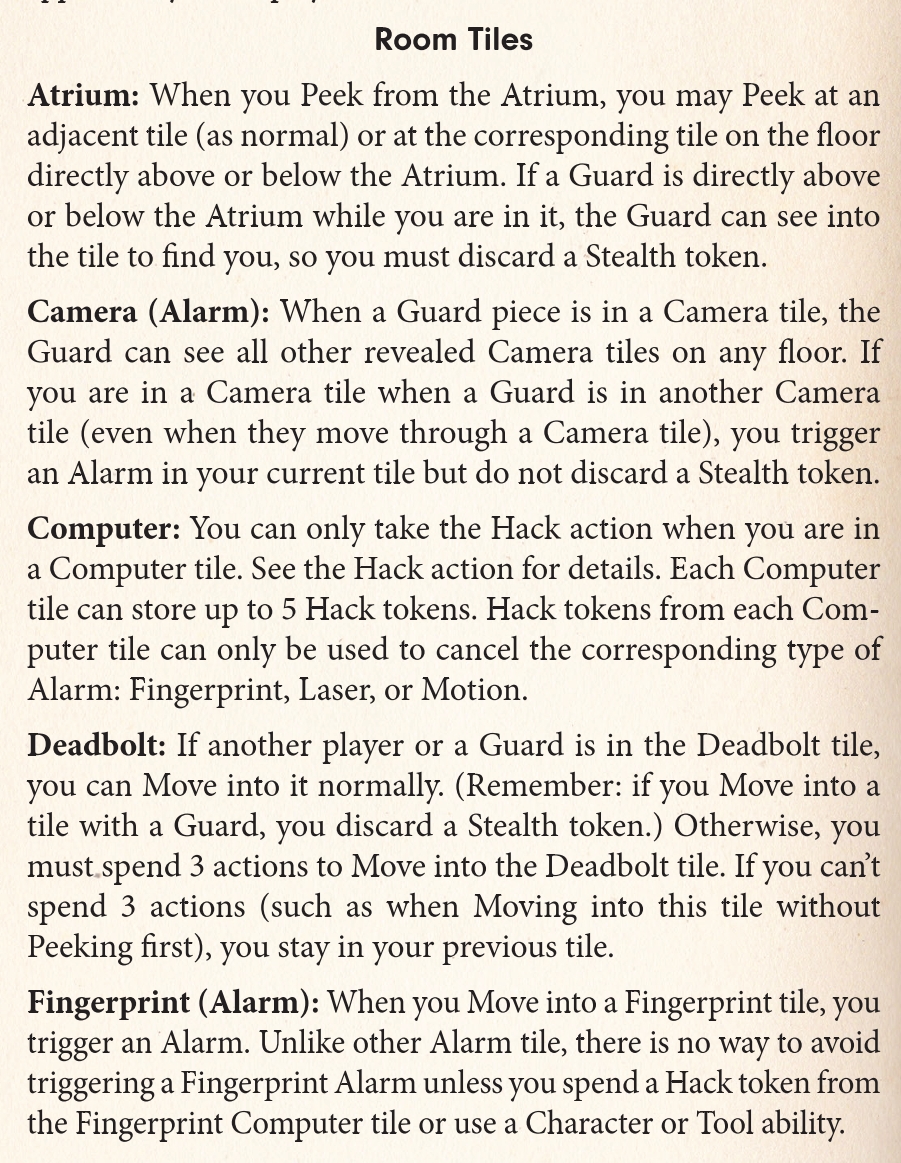 Room Tiles
Atrium: When you Peek from the Atrium, you may Peek at an
adjacent tile (as normal) or at the corresponding tile on the floor
directly above or below the Atrium. If a Guard is directly above
or below the Atrium while you are in it, the Guard can see into
the tile to find you, so you must discard a Stealth token.
Camera (Alarm): When a Guard piece is in a Camera tile, the
Guard can see all other revealed Camera tiles on any floor. If
you are in a Camera tile when a Guard is in another Camera
tile (even when they move through a Camera tile), you trigger
an Alarm in your current tile but do not discard a Stealth token.
Computer: You can only take the Hack action when you are in
a Computer tile. See the Hack action for details. Each Computer
tile can store up to 5 Hack tokens. Hack tokens from each Com-
puter tile can only be used to cancel the corresponding type of
Alarm: Fingerprint, Laser, or Motion.
Deadbolt: If another player or a Guard is in the Deadbolt tile,
you can Move into it normally. (Remember: if you Move into a
tile with a Guard, you discard a Stealth token.) Otherwise, you
must spend 3 actions to Move into the Deadbolt tile. If you can’t
spend 3 actions (such as when Moving into this tile without
Peeking first), you stay in your previous tile.
Fingerprint (Alarm): When you Move into a Fingerprint tile, you
trigger an Alarm. Unlike other Alarm tile, there is no way to avoid
triggering a Fingerprint Alarm unless you spend a Hack token from
the Fingerprint Computer tile or use a Character or Tool ability.